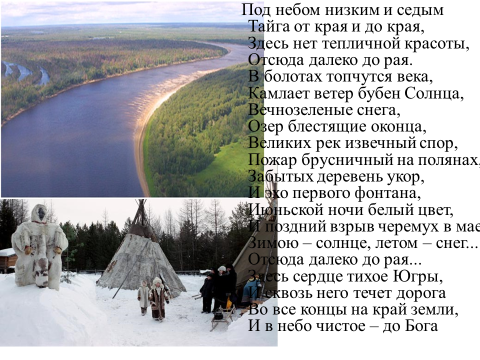 Под небом низким и седым
Тайга от края и до края,
Здесь нет тепличной красоты,
Отсюда далеко до рая.
В болотах топчутся века,
Камлает ветер бубен Солнца,
Вечнозеленые снега,
Озер блестящие оконца,
Великих рек извечный спор,
Пожар брусничный на полянах,
Забытых деревень укор,
И эхо первого фонтана,
Июньской ночи белый цвет,
И поздний взрыв черемух в мае
Зимою – солнце, летом – снег...
Отсюда далеко до рая...
Здесь сердце тихое Югры,
Сквозь него течет дорога
Во все концы на край земли,
И в небо чистое – до Бога